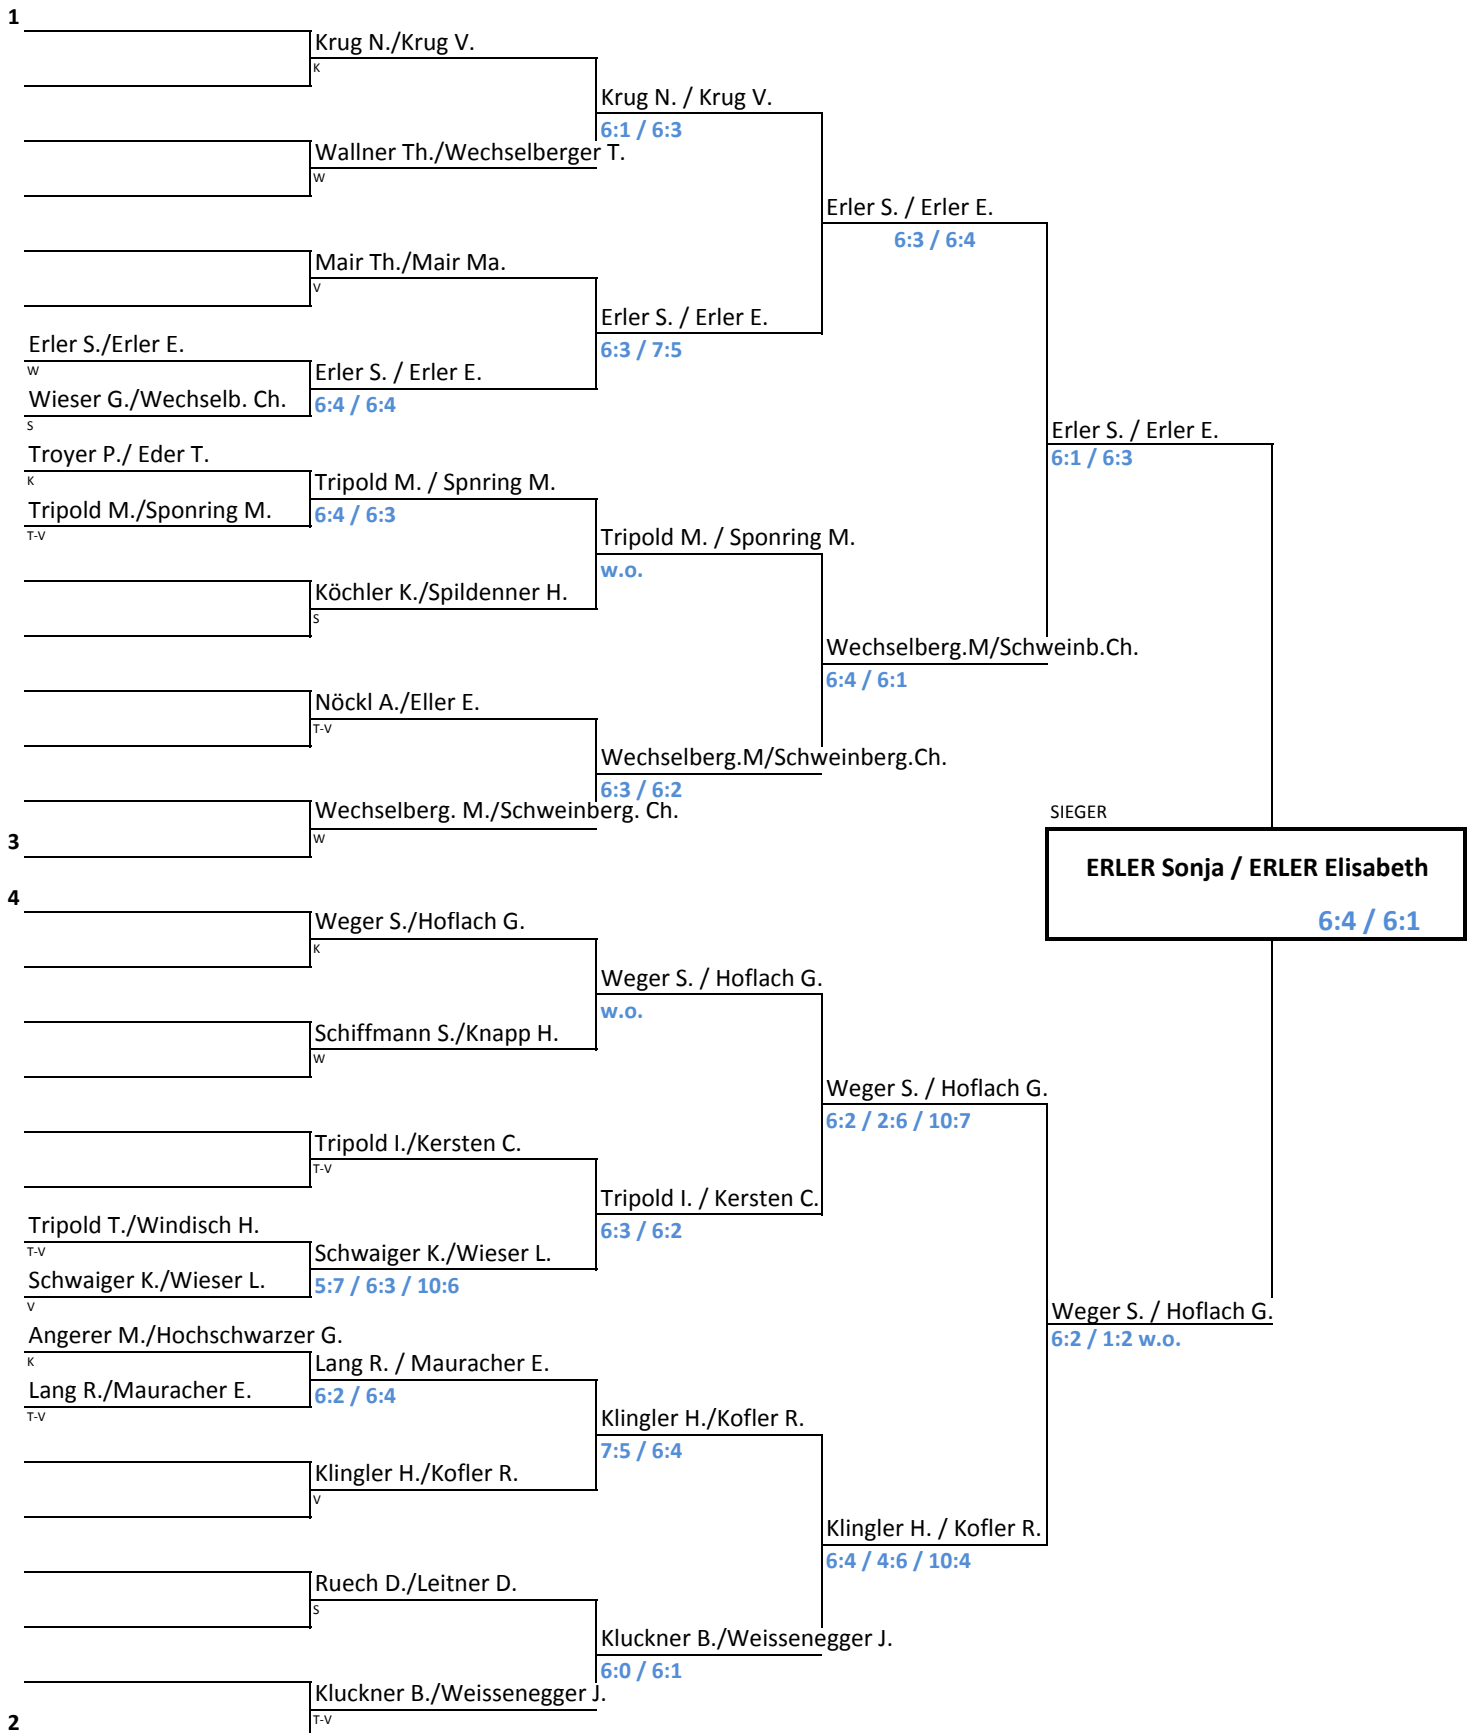 1
Krug N./Krug V.
K
Krug N. / Krug V.
6:1 / 6:3
Wallner Th./Wechselberger T.
W
Erler S. / Erler E.
6:3 / 6:4
Mair Th./Mair Ma.
V
Erler S. / Erler E.
6:3 / 7:5
Erler S./Erler E.
W
Erler S. / Erler E.
6:4 / 6:4
Wieser G./Wechselb. Ch.
S
Erler S. / Erler E.
6:1 / 6:3
Troyer P./ Eder T.
K
Tripold M. / Spnring M.
6:4 / 6:3
Tripold M./Sponring M.
T-V
Tripold M. / Sponring M.
w.o.
Köchler K./Spildenner H.
S
Wechselberg.M/Schweinb.Ch.
6:4 / 6:1
Nöckl A./Eller E.
T-V
Wechselberg.M/Schweinberg.Ch.
6:3 / 6:2
Wechselberg. M./Schweinberg. Ch.
W
3
SIEGER
ERLER Sonja / ERLER Elisabeth
6:4 / 6:1
4
Weger S./Hoflach G.
K
Weger S. / Hoflach G.
w.o.
Schiffmann S./Knapp H.
W
Weger S. / Hoflach G.
6:2 / 2:6 / 10:7
Tripold I./Kersten C.
T-V
Tripold I. / Kersten C.
6:3 / 6:2
Tripold T./Windisch H.
T-V
Schwaiger K./Wieser L.
5:7 / 6:3 / 10:6
Schwaiger K./Wieser L.
V
Weger S. / Hoflach G.
6:2 / 1:2 w.o.
Angerer M./Hochschwarzer G.
K
Lang R. / Mauracher E.
6:2 / 6:4
Lang R./Mauracher E.
T-V
Klingler H./Kofler R.
7:5 / 6:4
Klingler H./Kofler R.
V
Klingler H. / Kofler R.
6:4 / 4:6 / 10:4
Ruech D./Leitner D.
S
Kluckner B./Weissenegger J.
6:0 / 6:1
Kluckner B./Weissenegger J.
T-V
2